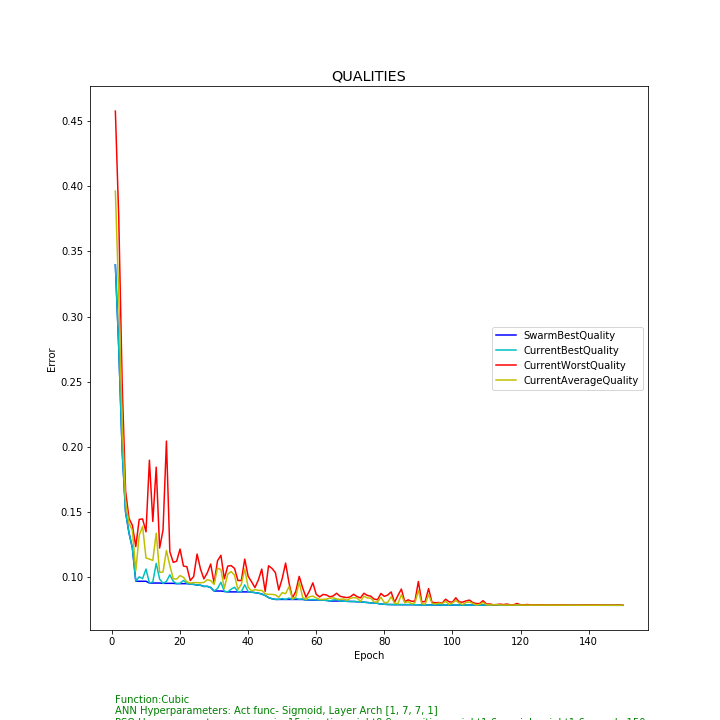 QUALITIES
0.45
0.40
0.35
0.30
0.25
0.20
0.15
0.10
Error
SwarmBestQuality
CurrentBestQuality
CurrentWorstQuality
CurrentAverageQuality
0 20 40 60 80 100 120 140
Epoch
Function:Cubic
ANN Hyperparameters: Act func- Sigmoid, Layer Arch [1, 7, 7, 1]